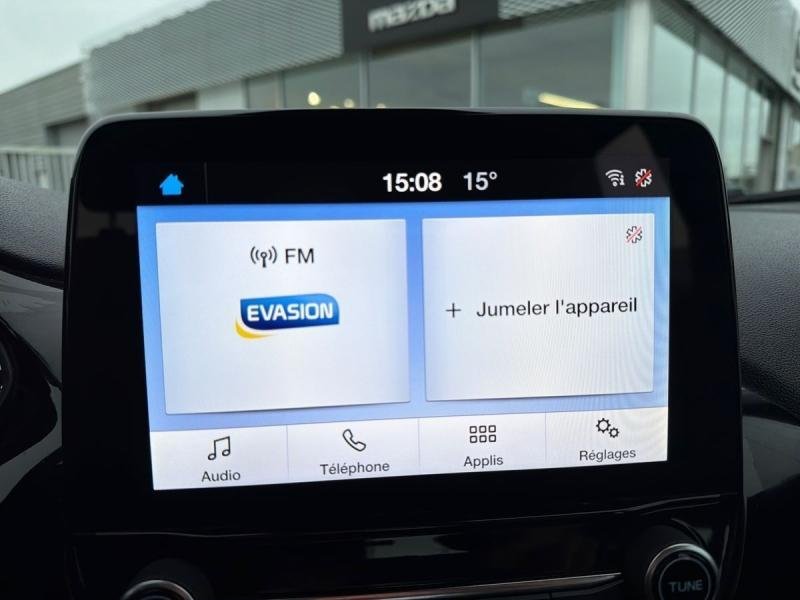 mazda
15:08 15°
FM
EVASION
+ Jumeler l'appareil
Audio
Téléphone
Applis
Réglages
TUNE